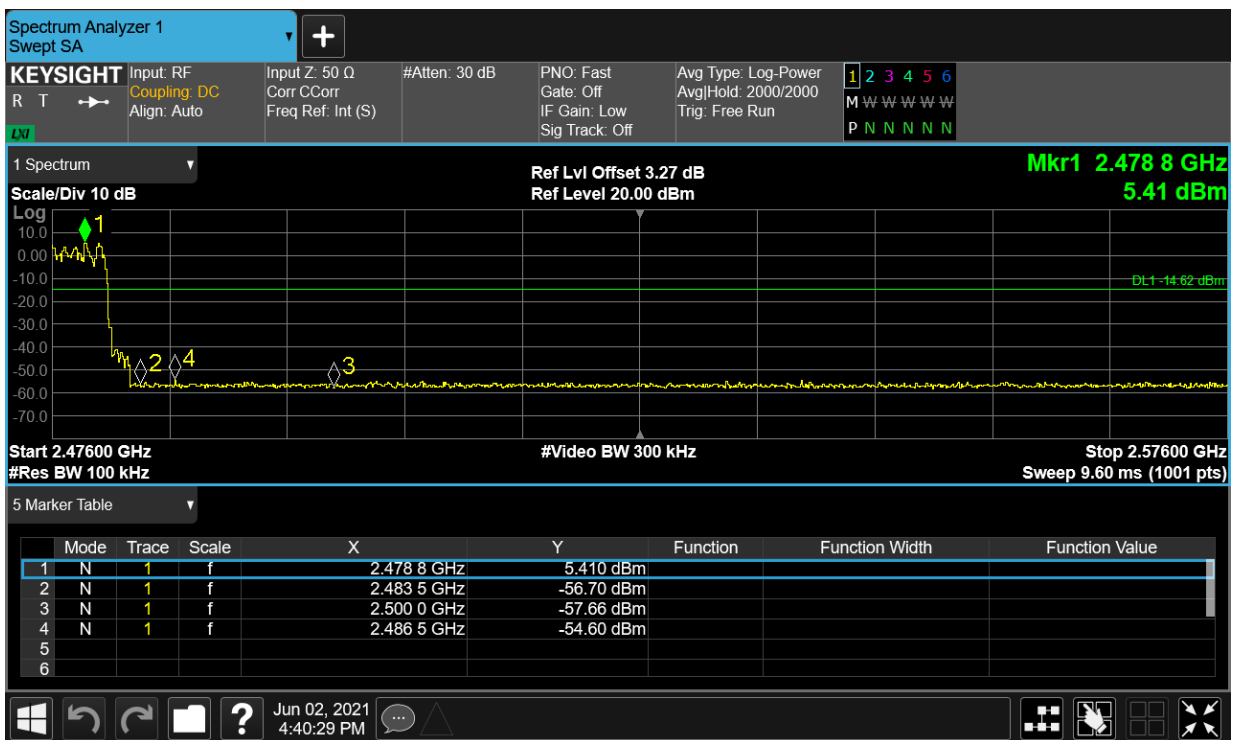 Spectrum Analyzer 1
Swept SA
+
KEYSIGHT
R T
LXI
Input: RF
Coupling: DC
Align: Auto
Input Z: 50 Ω
Corr CCorr
Freq Ref: Int (S)
#Atten: 30 dB
PNO: Fast
Gate: Off
IF Gain: Low
Sig Track: Off
Avg Type: Log-Power
Avg|Hold: 2000/2000
Trig: Free Run
1 2 3 4 5 6
M W W W W W
P N N N N N
1 Spectrum
Scale/Div 10 dB
Ref Lvl Offset 3.27 dB
Ref Level 20.00 dBm
Mkr1 2.478 8 GHz
5.41 dBm
Log
10.0
0.00
-10.0
-20.0
-30.0
-40.0
-50.0
-60.0
-70.0
1
2
4
3
DL1 -14.62 dBm
Start 2.47600 GHz
#Res BW 100 kHz
#Video BW 300 kHz
Stop 2.57600 GHz
Sweep 9.60 ms (1001 pts)
5 Marker Table
Mode Trace Scale X Y Function Function Width Function Value
1 N 1 f 2.478 8 GHz 5.410 dBm
2 N 1 f 2.483 5 GHz -56.70 dBm
3 N 1 f 2.500 0 GHz -57.66 dBm
4 N 1 f 2.486 5 GHz -54.60 dBm
5
6
?
Jun 02, 2021
4:40:29 PM